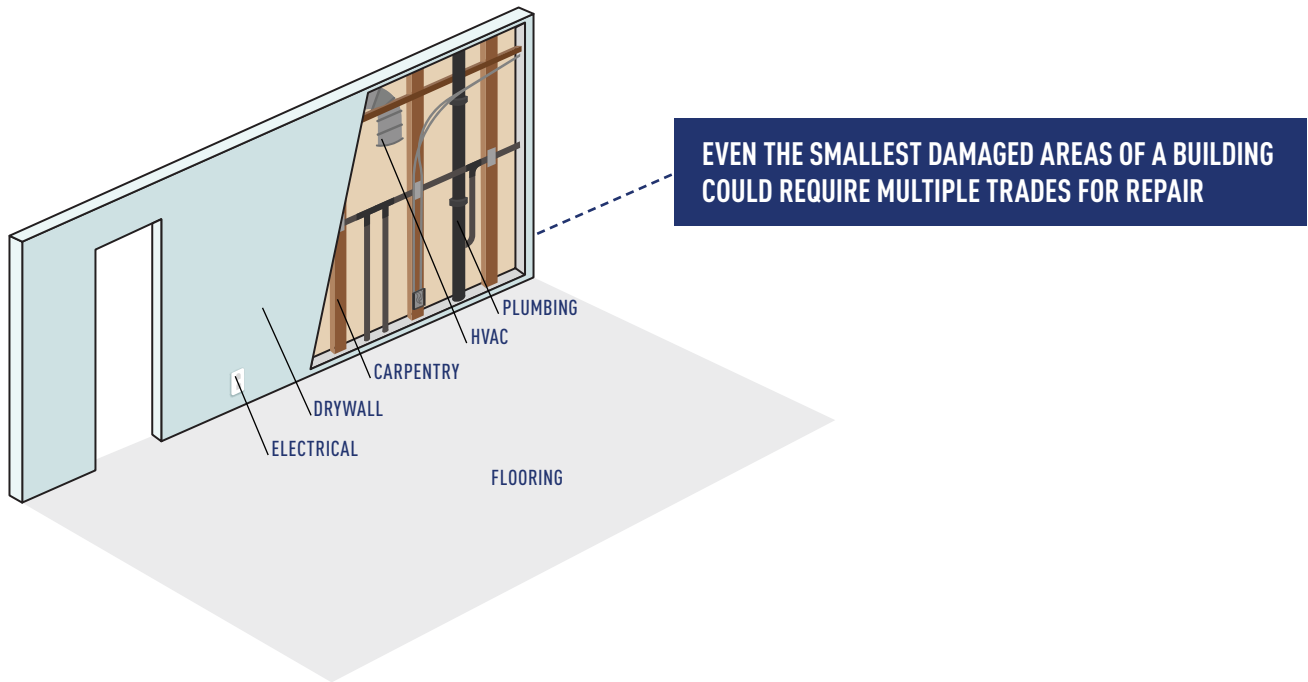 EVEN THE SMALLEST DAMAGED AREAS OF A BUILDING
COULD REQUIRE MULTIPLE TRADES FOR REPAIR
PLUMBING
HVAC
CARPENTRY
DRYWALL
ELECTRICAL
FLOORING